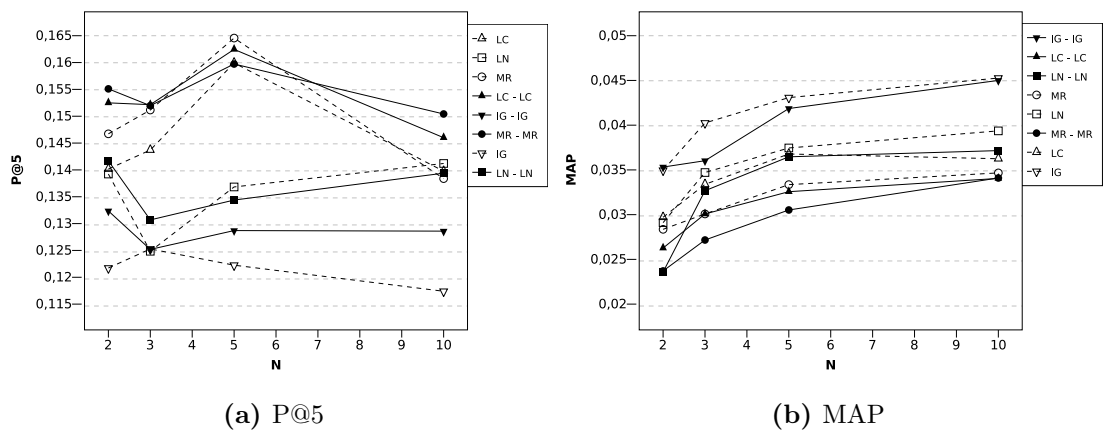 0,165
0,16
0,155
0,15
0,145
0,14
0,135
0,13
0,125
0,12
0,115
P@5
2 3 4 5 6 7 8 9 10
N
LC
LN
MR
LC - LC
IG - IG
MR - MR
IG
LN - LN
(a) P@5
0,05
0,045
0,04
0,035
0,03
0,025
0,02
MAP
2 3 4 5 6 7 8 9 10
N
IG - IG
LC - LC
LN - LN
MR
LN
MR - MR
LC
IG
(b) MAP